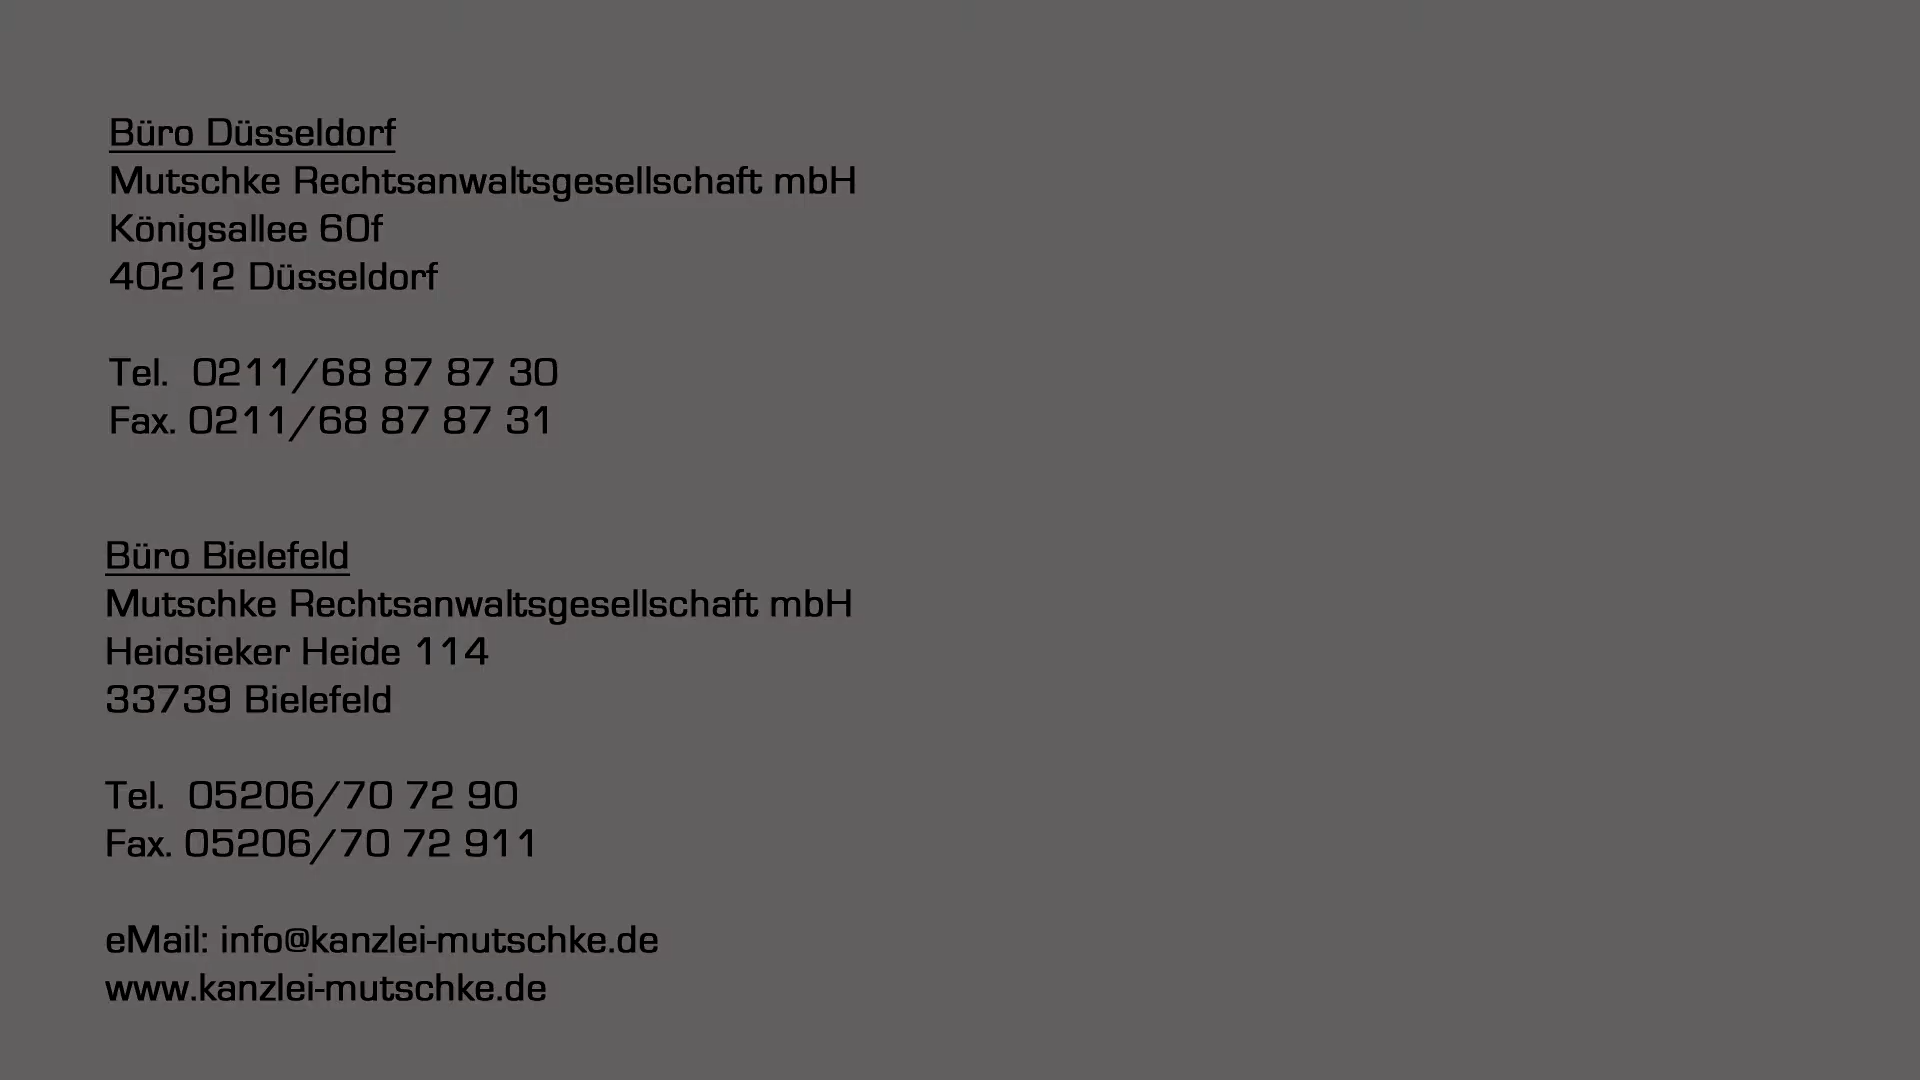 Büro Düsseldorf
Mutschke Rechtsanwaltsgesellschaft mbH
Königsallee 60f
40212 Düsseldorf
Tel. 0211/68 87 87 30
Fax. 0211/68 87 87 31
Büro Bielefeld
Mutschke Rechtsanwaltsgesellschaft mbH
Heidsieker Heide 114
33739 Bielefeld
Tel. 05206/70 72 90
Fax. 05206/70 72 911
eMail: info@kanzlei-mutschke.de
www.kanzlei-mutschke.de